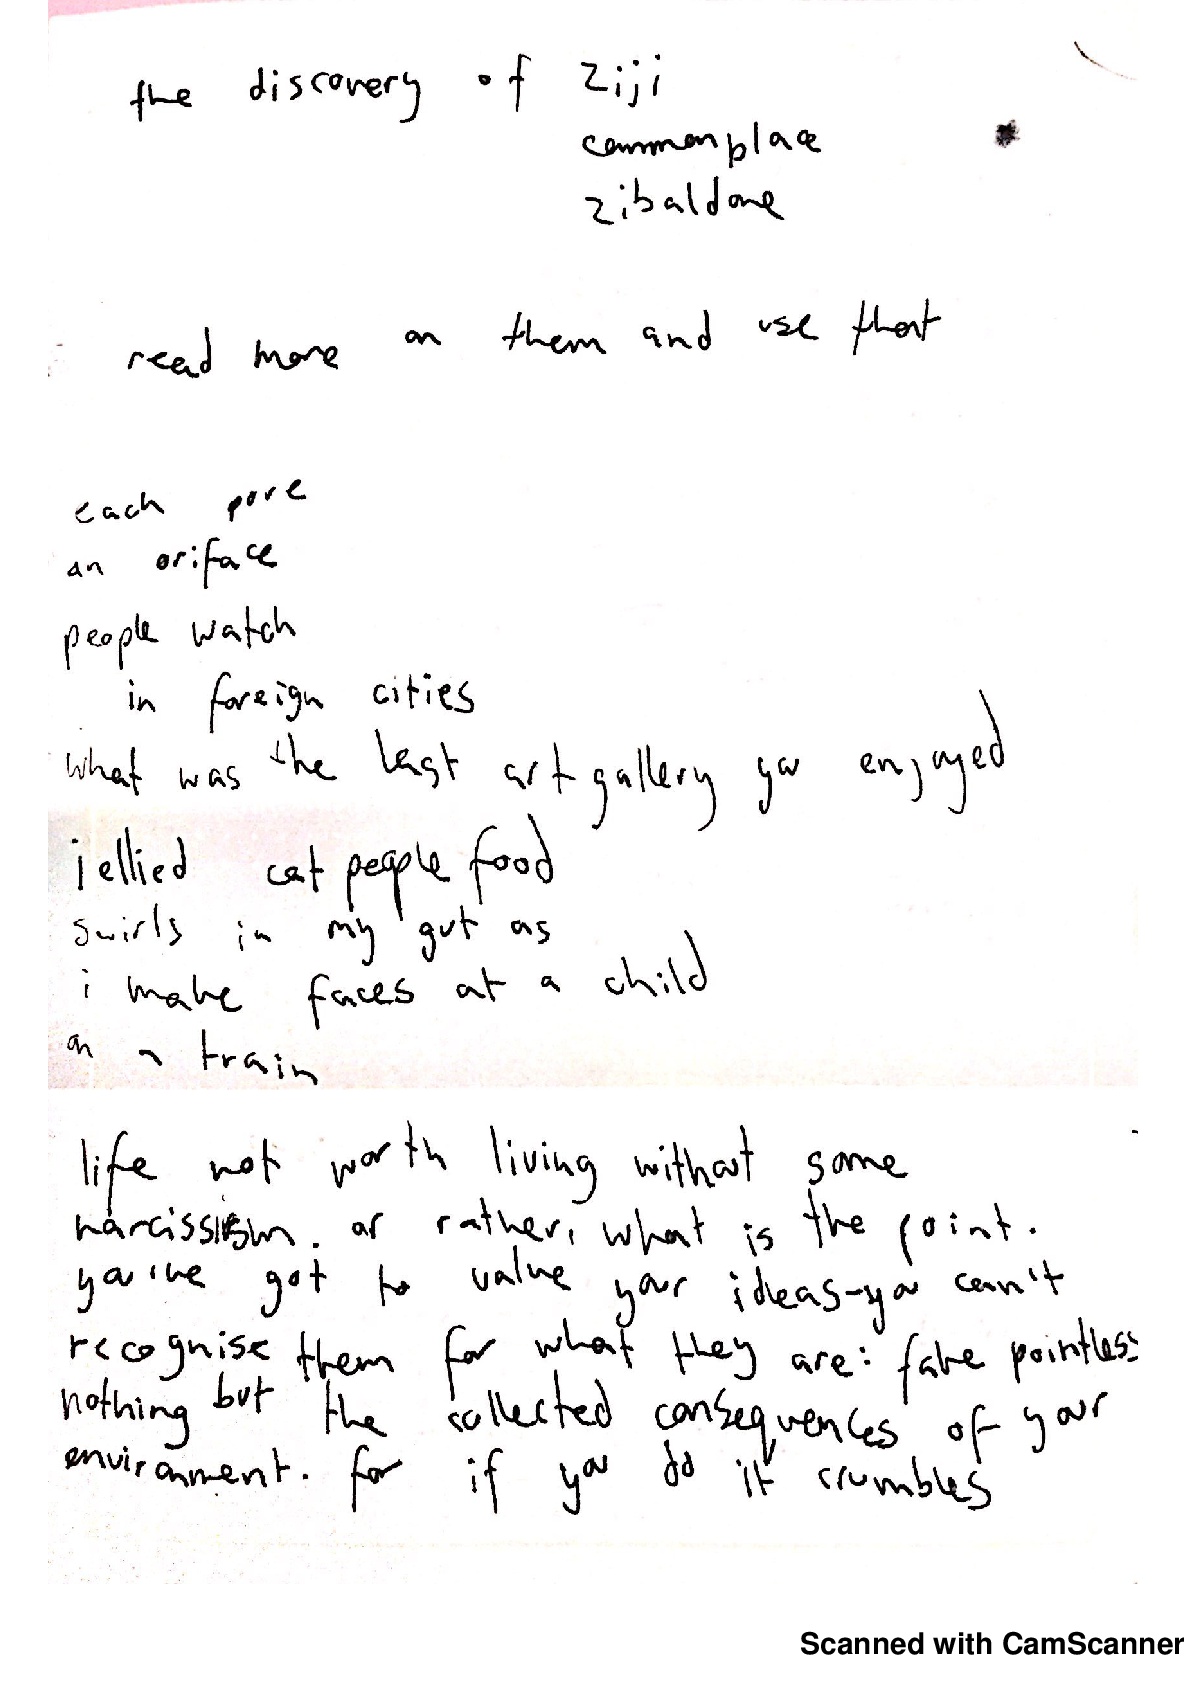 the discovery of ziji
commonplace
zibaldone
read more on them and use that
each pore
an oriface
people watch
in foreign cities
what was the last art gallery you enjoyed
jellied cat people food
swirls in my gut as
i make faces at a child
on a train
life not worth living without some
narcissism. or rather, what is the point.
you've got to value your ideas-you can't
recognise them for what they are: fake pointless
nothing but the collected consequences of your
environment. for if you do it crumbles
Scanned with CamScanner